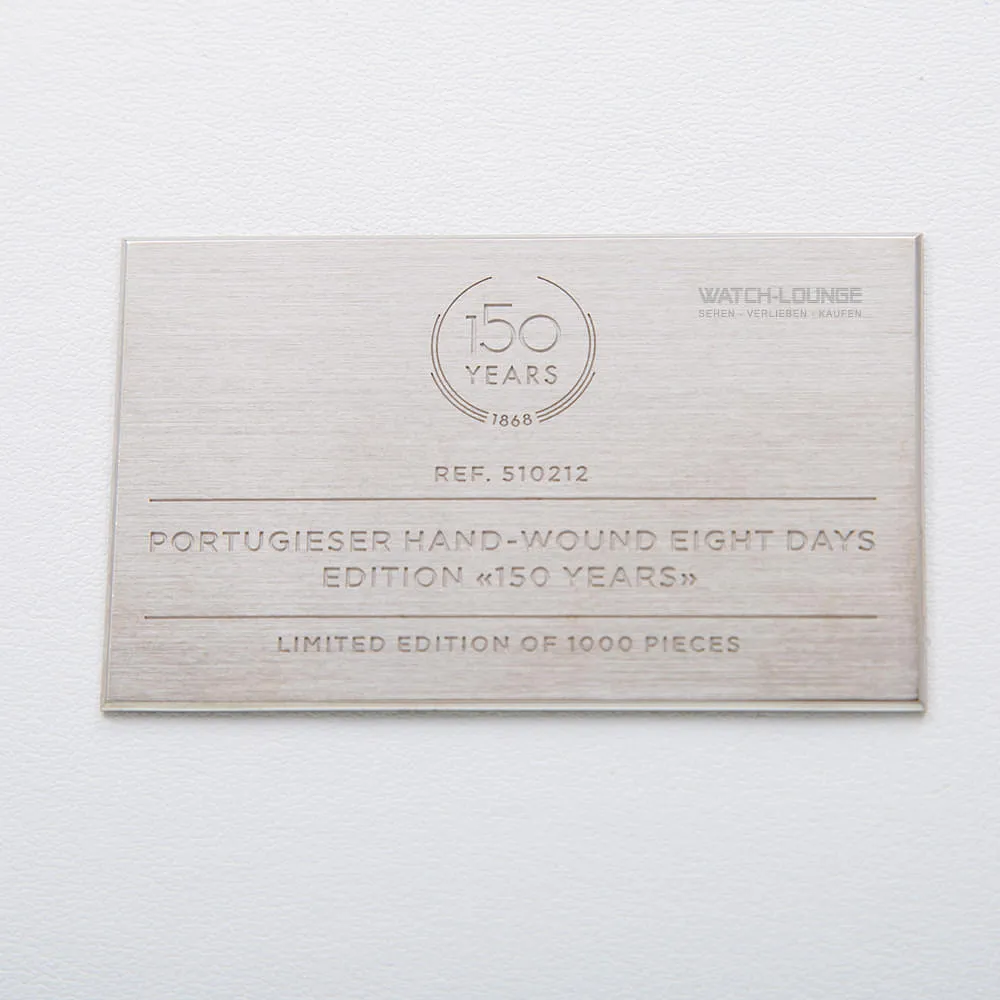 150
YEARS
1868
WATCH-LOUNGE
SEHEN - VERLIEBEN - KAUFEN
REF. 510212
PORTUGIESER HAND-WOUND EIGHT DAYS
EDITION «150 YEARS»
LIMITED EDITION OF 1000 PIECES